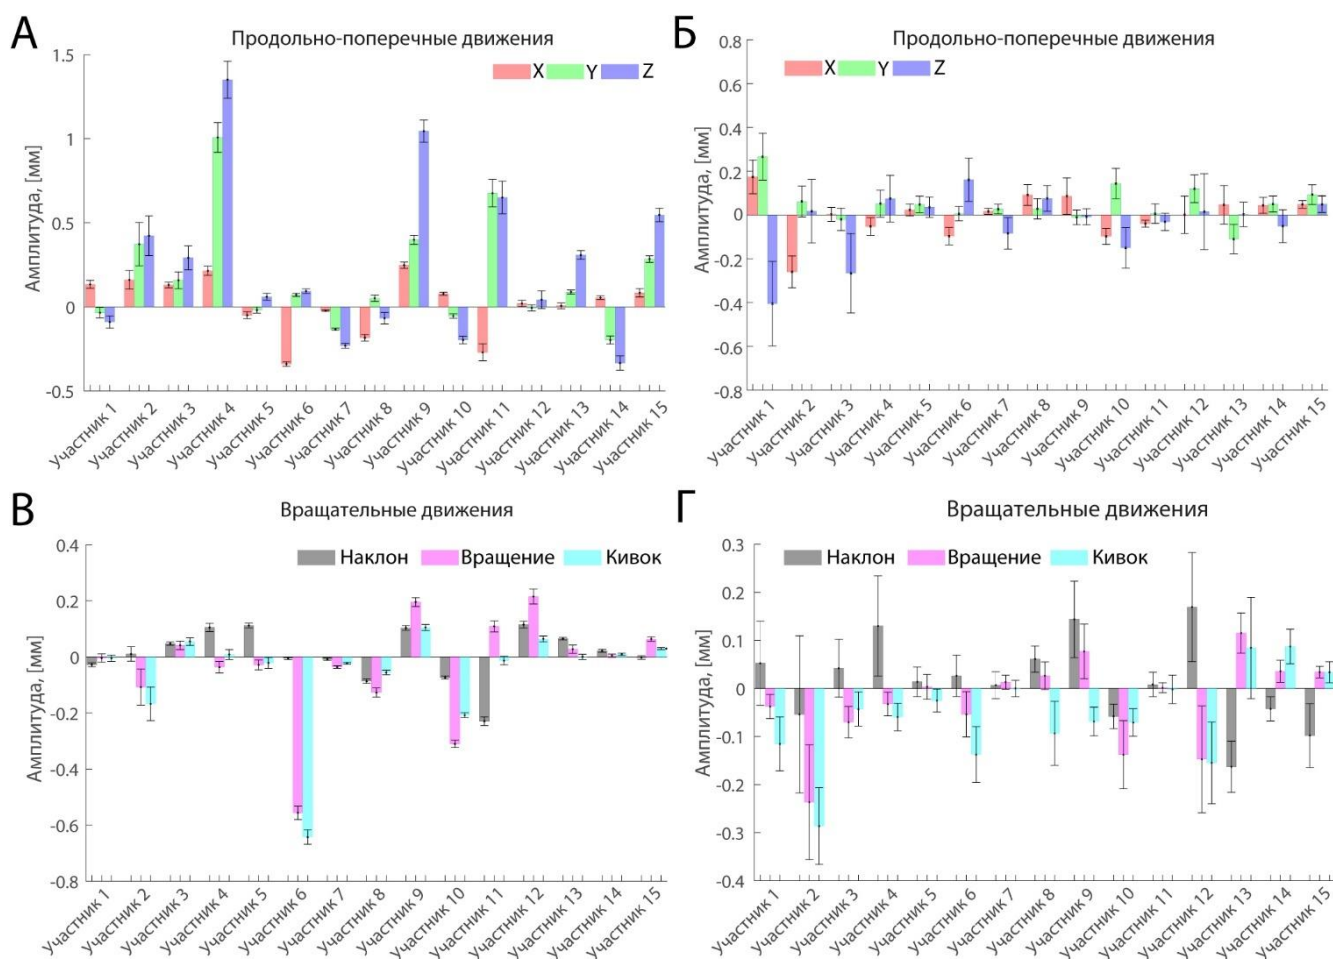 А
Продольно-поперечные движения
X Y Z
Амплитуда, [мм]
1.5
1
0.5
0
-0.5
участник 1
участник 2
участник 3
участник 4
участник 5
участник 6
участник 7
участник 8
участник 9
участник 10
участник 11
участник 12
участник 13
участник 14
участник 15
Б
Продольно-поперечные движения
X Y Z
Амплитуда, [мм]
0.8
0.6
0.4
0.2
0
-0.2
-0.4
-0.6
-0.8
участник 1
участник 2
участник 3
участник 4
участник 5
участник 6
участник 7
участник 8
участник 9
участник 10
участник 11
участник 12
участник 13
участник 14
участник 15
В
Вращательные движения
Наклон Вращение Кивок
Амплитуда, [мм]
0.4
0.2
0
-0.2
-0.4
-0.6
-0.8
участник 1
участник 2
участник 3
участник 4
участник 5
участник 6
участник 7
участник 8
участник 9
участник 10
участник 11
участник 12
участник 13
участник 14
участник 15
Г
Вращательные движения
Наклон Вращение Кивок
Амплитуда, [мм]
0.3
0.2
0.1
0
-0.1
-0.2
-0.3
-0.4
участник 1
участник 2
участник 3
участник 4
участник 5
участник 6
участник 7
участник 8
участник 9
участник 10
участник 11
участник 12
участник 13
участник 14
участник 15